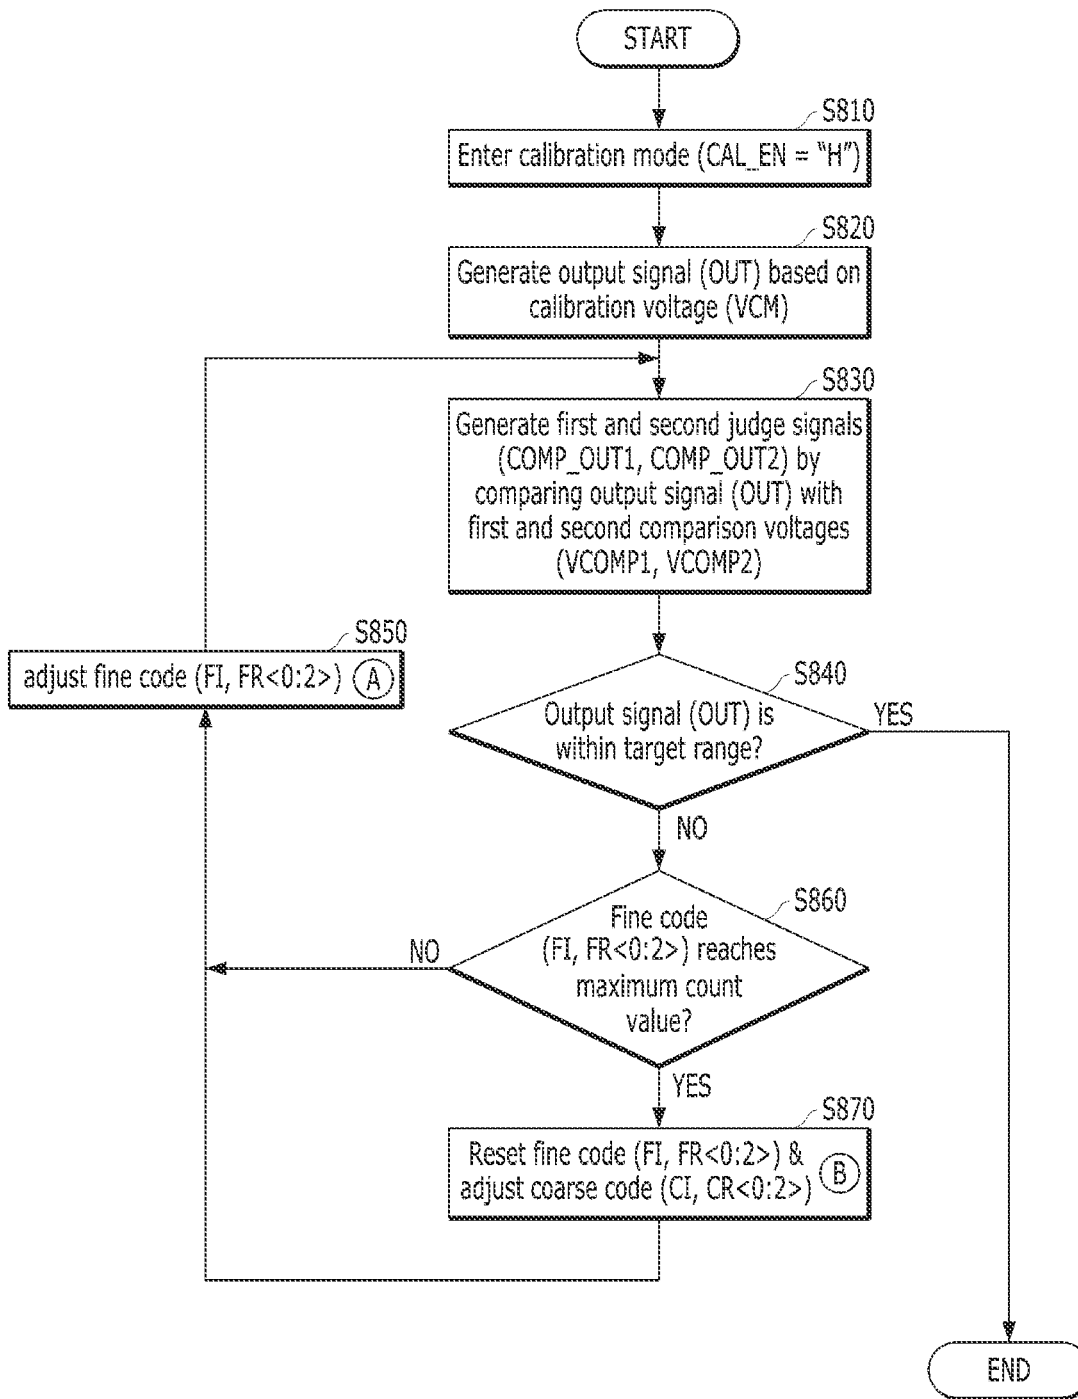 START
S810
Enter calibration mode (CAL_EN = “H”)
S820
Generate output signal (OUT) based on
calibration voltage (VCM)
S830
Generate first and second judge signals
(COMP_OUT1, COMP_OUT2) by
comparing output signal (OUT) with
first and second comparison voltages
(VCOMP1, VCOMP2)
S850
adjust fine code (FI, FR<0:2>) A
S840
Output signal (OUT) is
within target range?
YES
NO
S860
Fine code
(FI, FR<0:2>) reaches
maximum count
value?
NO
YES
S870
Reset fine code (FI, FR<0:2>) &
adjust coarse code (CI, CR<0:2>)
B
END